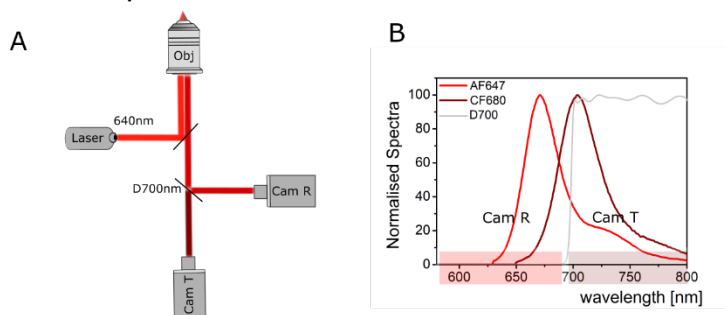 A
Obj
640nm
Laser
D700nm
Cam R
Cam T
B
AF647
CF680
D700
Normalised Spectra
100
80
60
40
20
0
Cam R
Cam T
600
650
700
750
800
wavelength [nm]